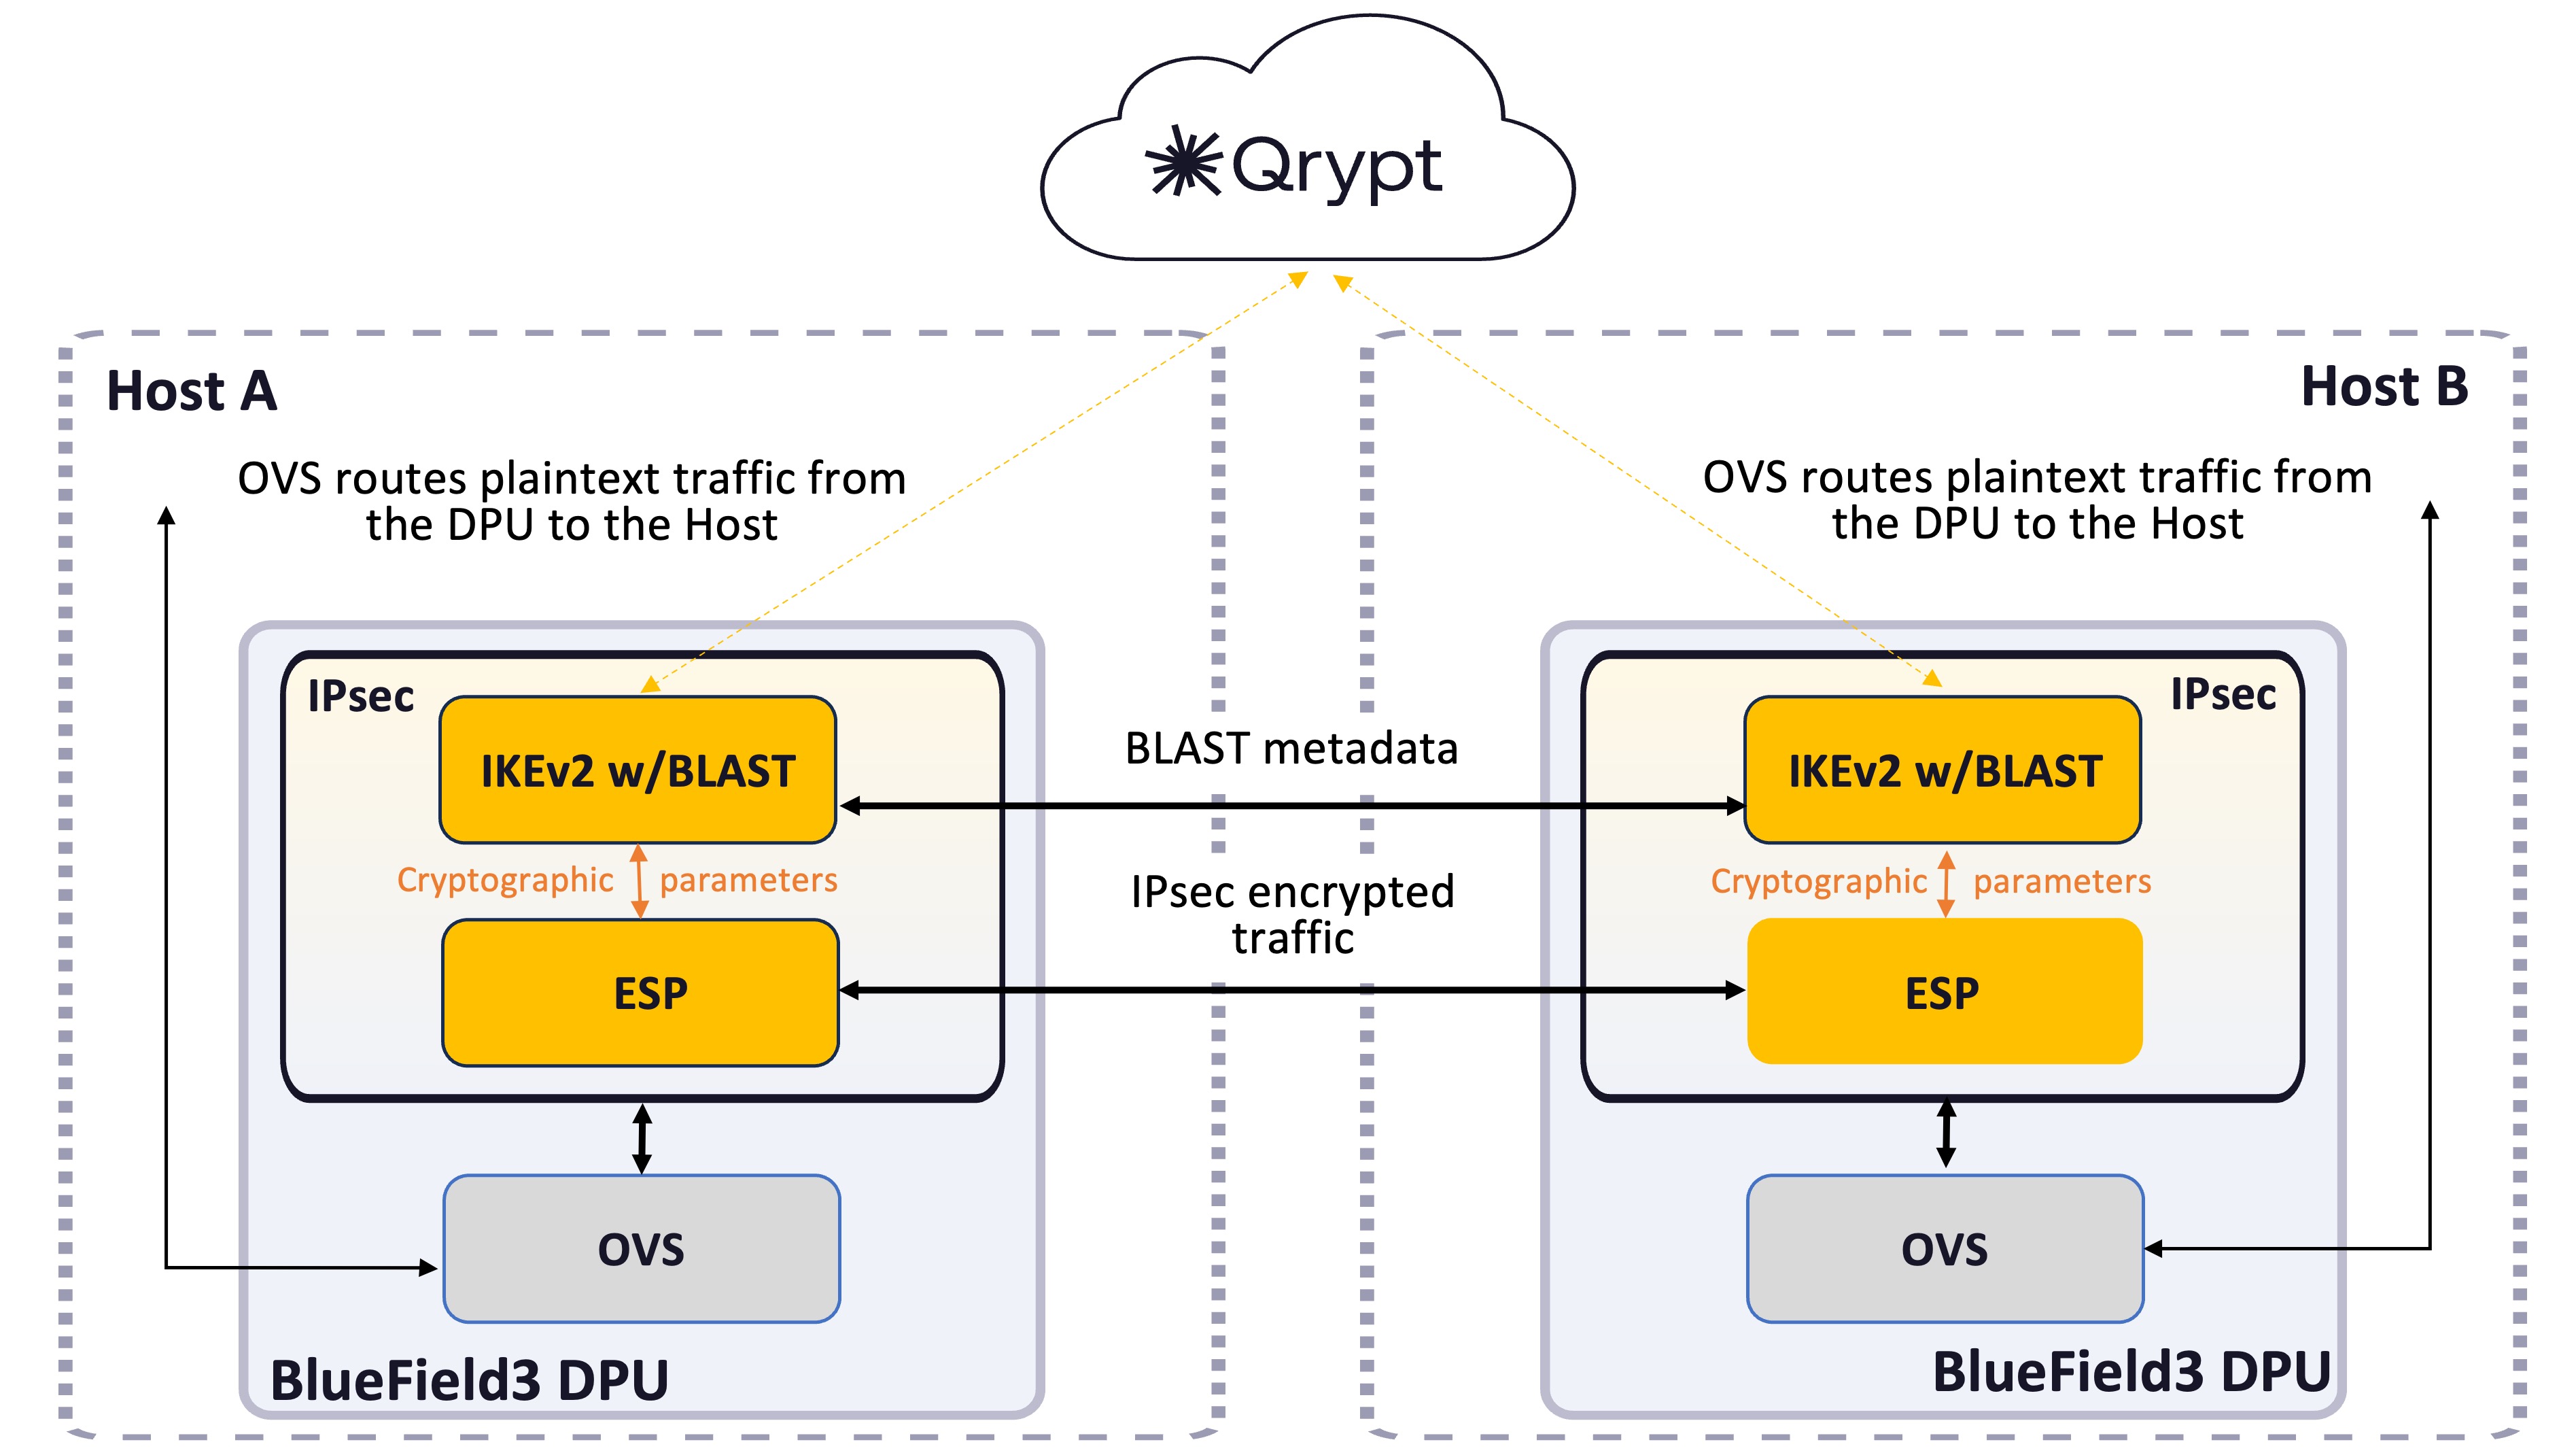 Qrypt
Host A
OVS routes plaintext traffic from
the DPU to the Host
IPsec
IKEv2 w/BLAST
Cryptographic parameters
ESP
OVS
BlueField3 DPU
BLAST metadata
IPsec encrypted
traffic
Host B
OVS routes plaintext traffic from
the DPU to the Host
IPsec
IKEv2 w/BLAST
Cryptographic parameters
ESP
OVS
BlueField3 DPU